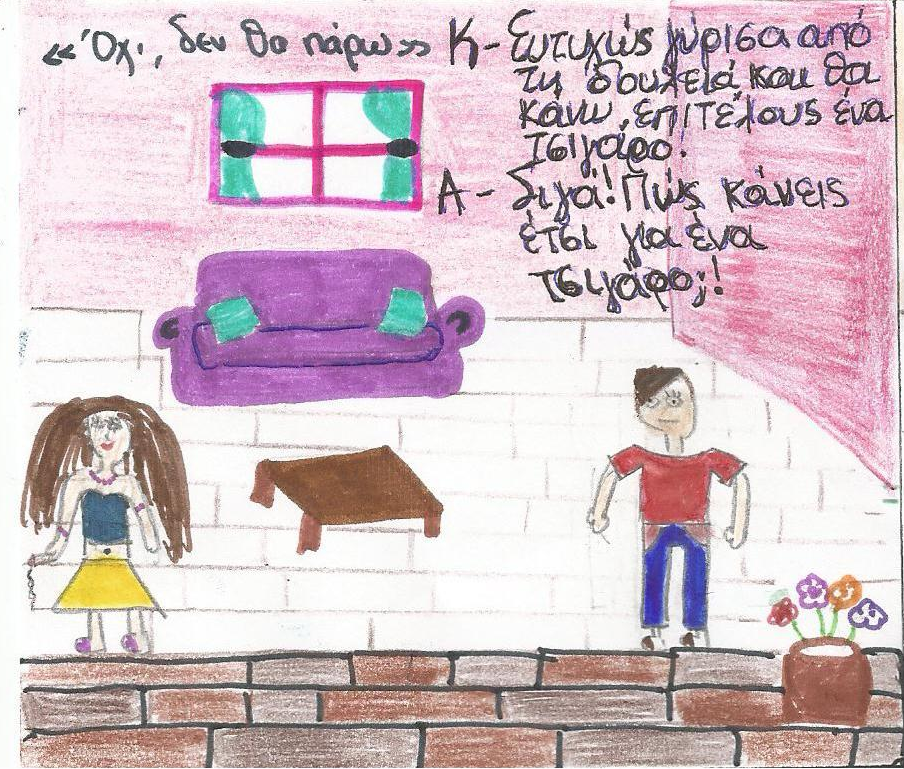 «Όχι, δεν θα πάρω»
Κ- Ευτυχώς γύρισα από
τη δουλειά και θα
κάνω, επιτέλους ένα
τσιγάρο!
Α- Σιγά! Πώς κάνεις
έτσι για ένα
τσιγάρο;!